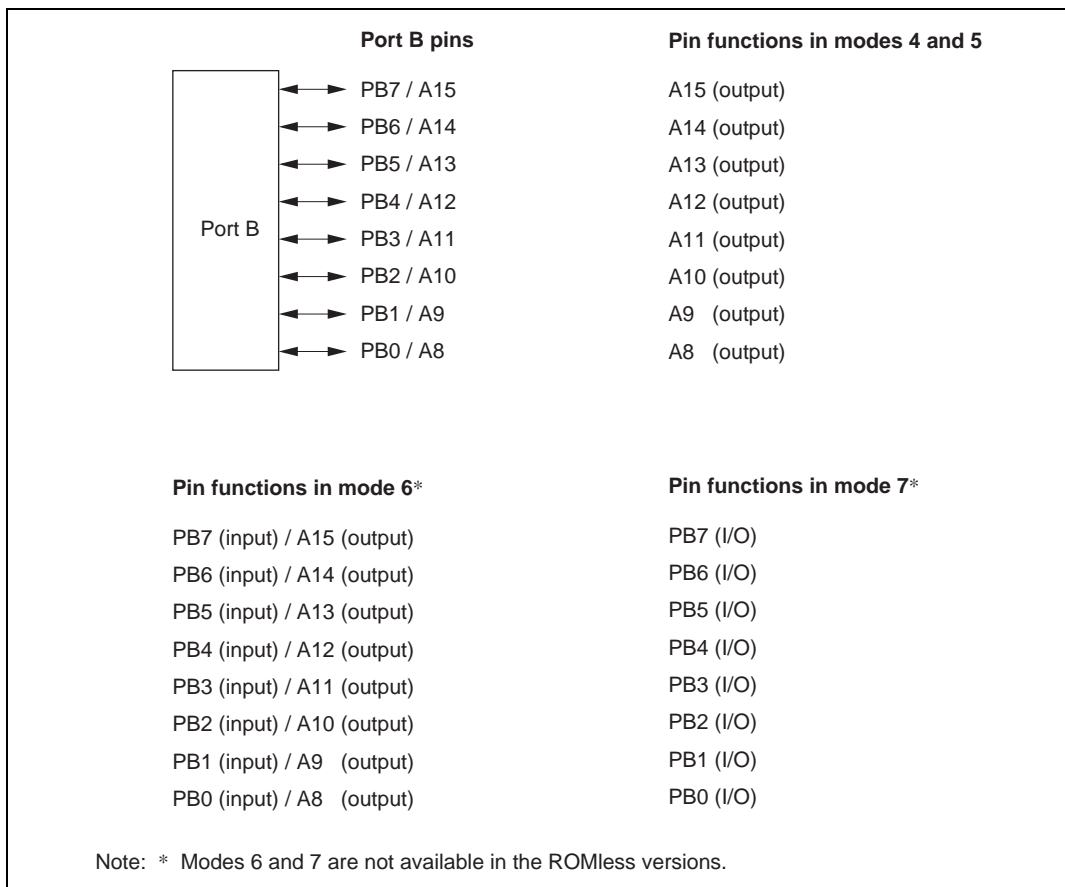 Port B pins
Pin functions in modes 4 and 5
Port B
PB7 / A15
A15 (output)
PB6 / A14
A14 (output)
PB5 / A13
A13 (output)
PB4 / A12
A12 (output)
PB3 / A11
A11 (output)
PB2 / A10
A10 (output)
PB1 / A9
A9 (output)
PB0 / A8
A8 (output)
Pin functions in mode 6*
PB7 (input) / A15 (output)
PB6 (input) / A14 (output)
PB5 (input) / A13 (output)
PB4 (input) / A12 (output)
PB3 (input) / A11 (output)
PB2 (input) / A10 (output)
PB1 (input) / A9 (output)
PB0 (input) / A8 (output)
Pin functions in mode 7*
PB7 (I/O)
PB6 (I/O)
PB5 (I/O)
PB4 (I/O)
PB3 (I/O)
PB2 (I/O)
PB1 (I/O)
PB0 (I/O)
Note: * Modes 6 and 7 are not available in the ROMless versions.